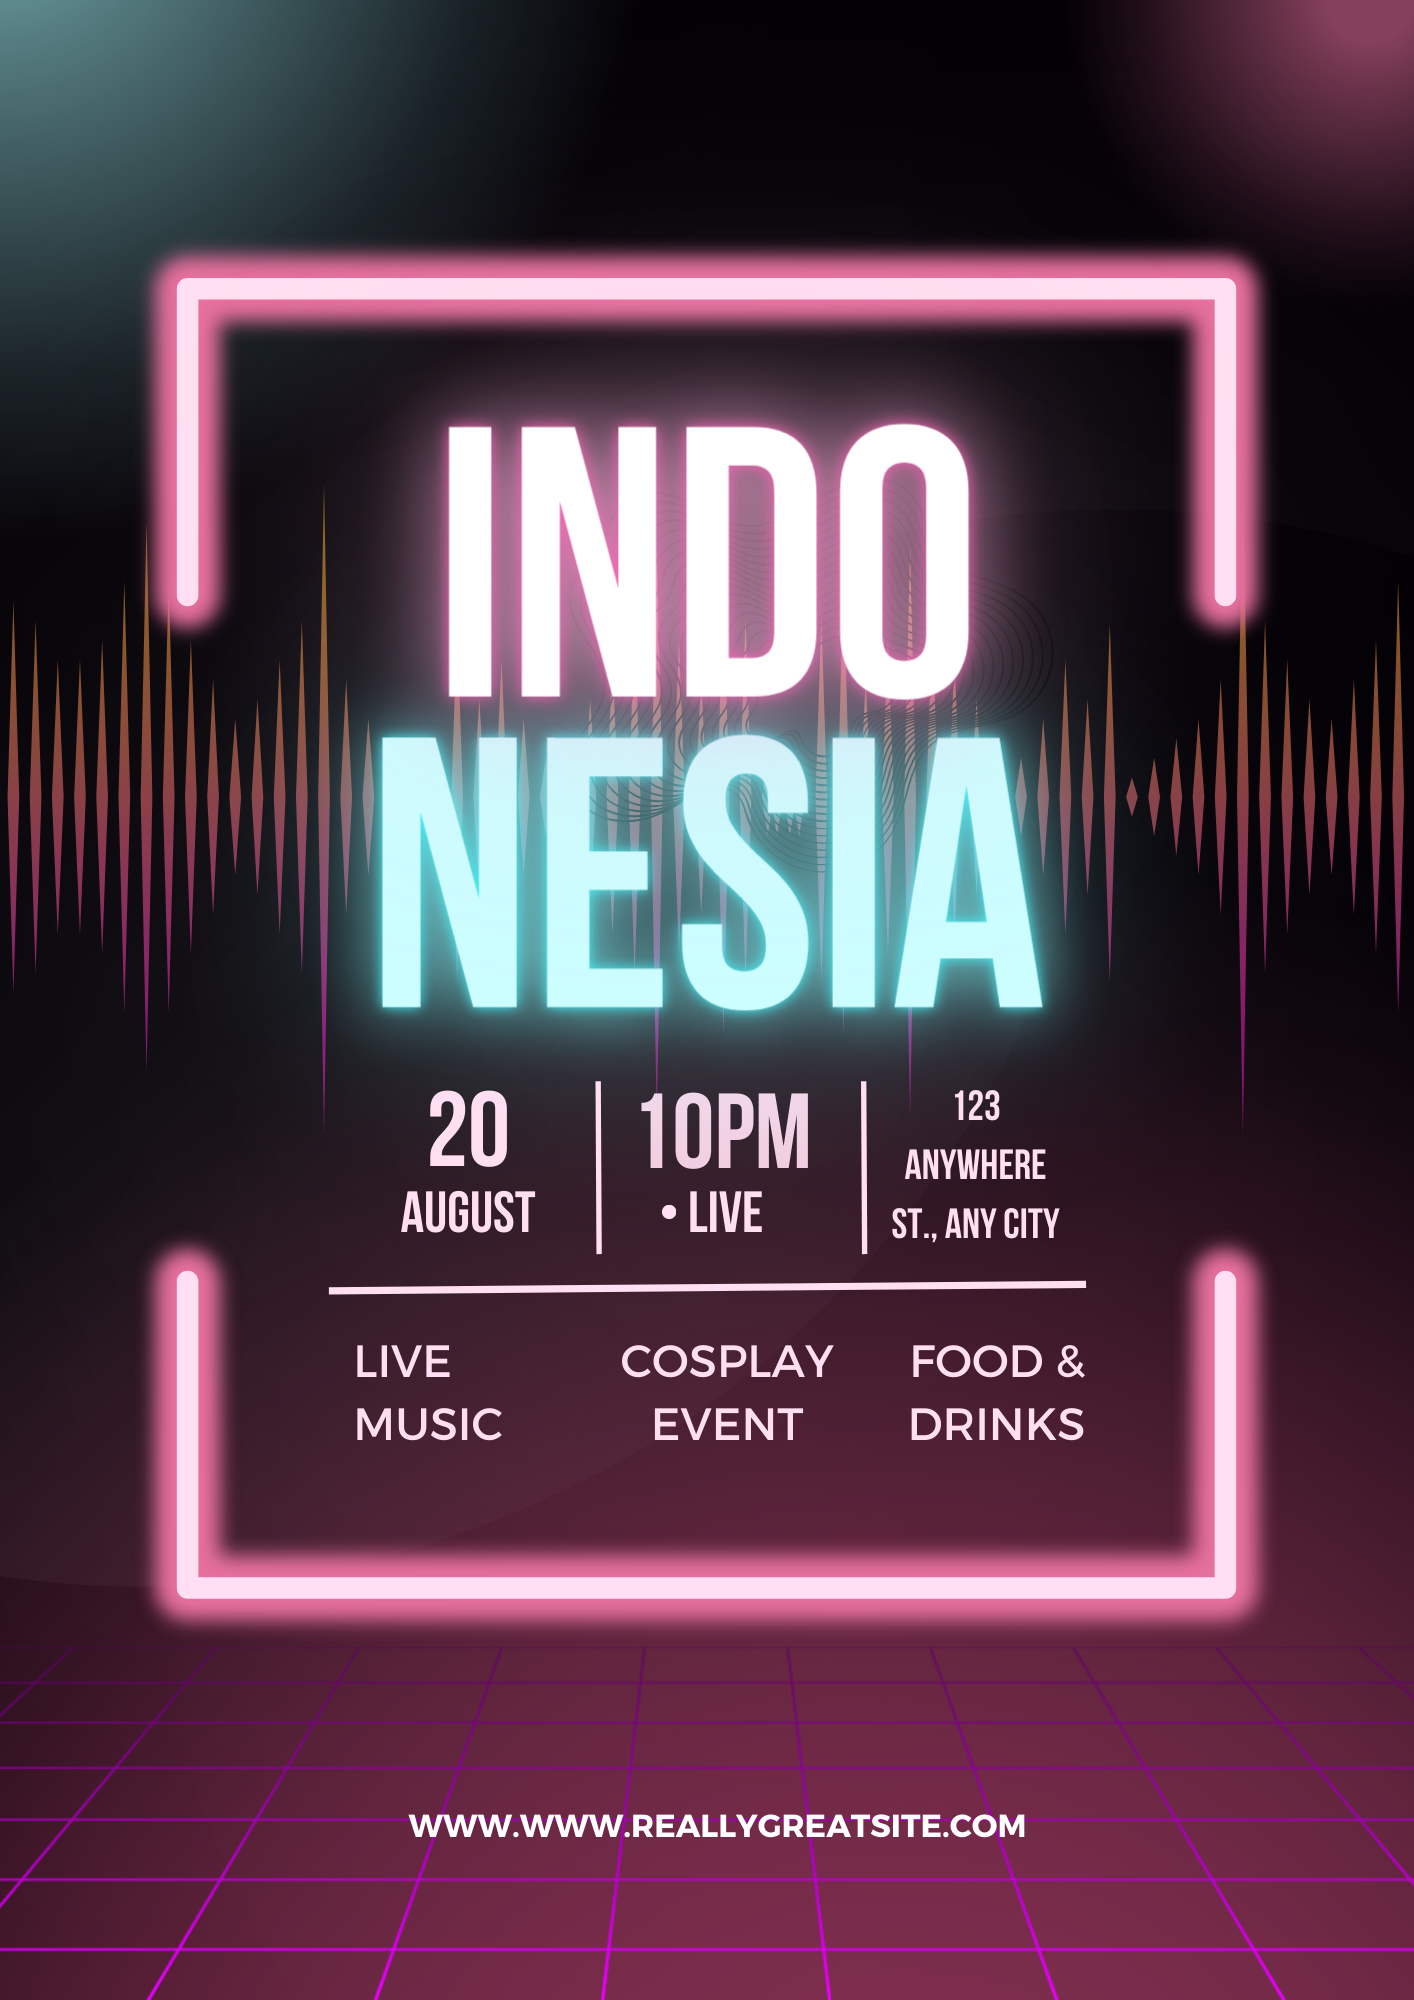 INDO
NESIA
20
AUGUST
10PM
• LIVE
123
ANYWHERE
ST., ANY CITY
LIVE
MUSIC
COSPLAY
EVENT
FOOD &
DRINKS
WWW.WWW.REALLYGREATSITE.COM